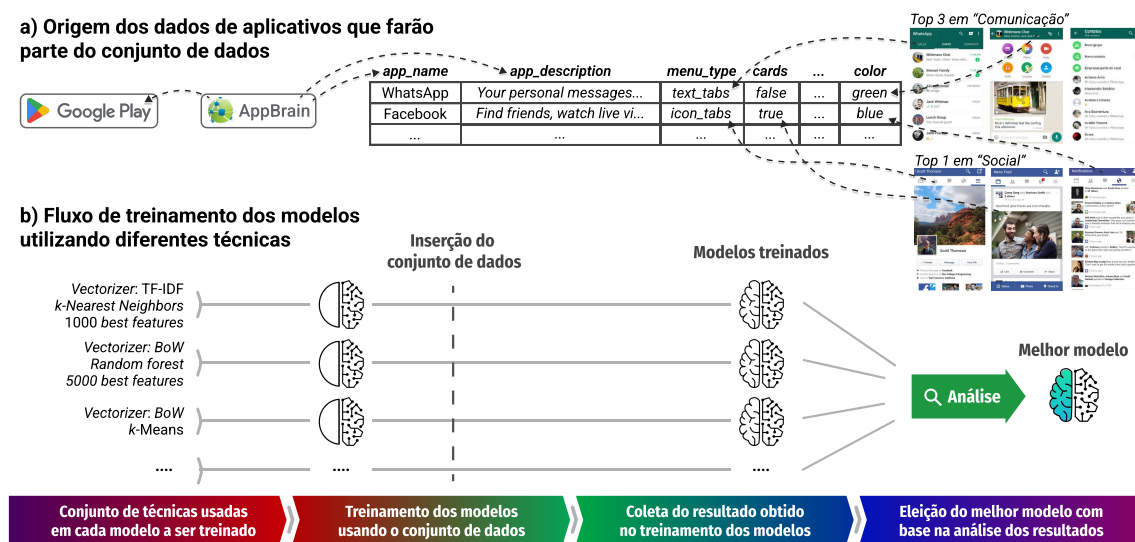 a) Origem dos dados de aplicativos que farão
parte do conjunto de dados
Google Play
AppBrain
app_name app_description menu_type cards ... color
WhatsApp Your personal messages... text_tabs false ... green
Facebook Find friends, watch live vi... icon_tabs true ... blue
... ... ... ... ... ...
Top 3 em “Comunicação”
WhatsApp
Top 1 em “Social”
b) Fluxo de treinamento dos modelos
utilizando diferentes técnicas
Inserção do
conjunto de dados
Modelos treinados
Vectorizer: TF-IDF
k-Nearest Neighbors
1000 best features
Vectorizer: BoW
Random forest
5000 best features
Vectorizer: BoW
k-Means
.... .... ....
Análise
Melhor modelo
Conjunto de técnicas usadas
em cada modelo a ser treinado
Treinamento dos modelos
usando o conjunto de dados
Coleta do resultado obtido
no treinamento dos modelos
Eleição do melhor modelo com
base na análise dos resultados